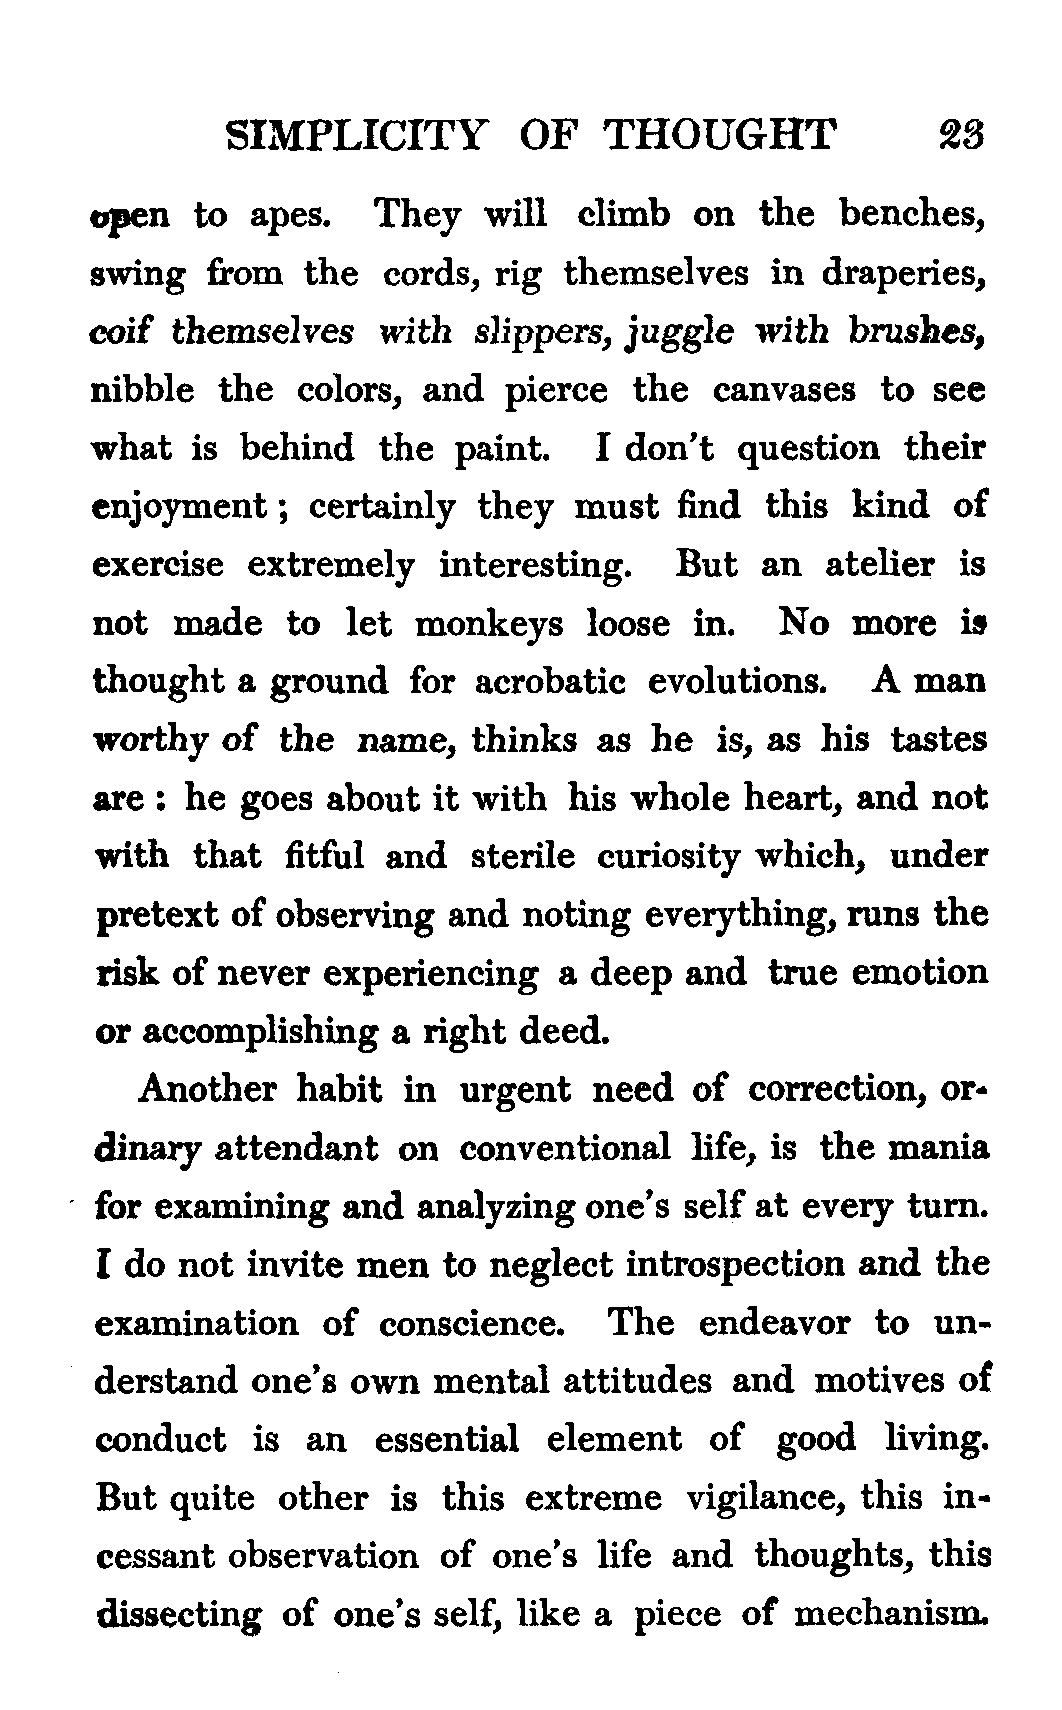 SIMPLICITY OF THOUGHT 23
open to apes. They will climb on the benches,
swing from the cords, rig themselves in draperies,
coif themselves with slippers, juggle with brushes,
nibble the colors, and pierce the canvases to see
what is behind the paint. I don't question their
enjoyment ; certainly they must find this kind of
exercise extremely interesting. But an atelier is
not made to let monkeys loose in. No more is
thought a ground for acrobatic evolutions. A man
worthy of the name, thinks as he is, as his tastes
are : he goes about it with his whole heart, and not
with that fitful and sterile curiosity which, under
pretext of observing and noting everything, runs the
risk of never experiencing a deep and true emotion
or accomplishing a right deed.
Another habit in urgent need of correction, or-
dinary attendant on conventional life, is the mania
for examining and analyzing one's self at every turn.
I do not invite men to neglect introspection and the
examination of conscience. The endeavor to un-
derstand one's own mental attitudes and motives of
conduct is an essential element of good living.
But quite other is this extreme vigilance, this in-
cessant observation of one's life and thoughts, this
dissecting of one's self, like a piece of mechanism.